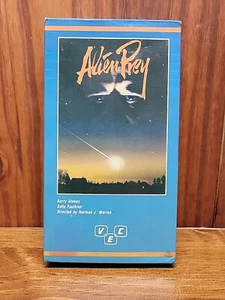 Alien Prey
Barry Stokes
Sally Faulkner
Directed by Norman J. Warren
V C
E